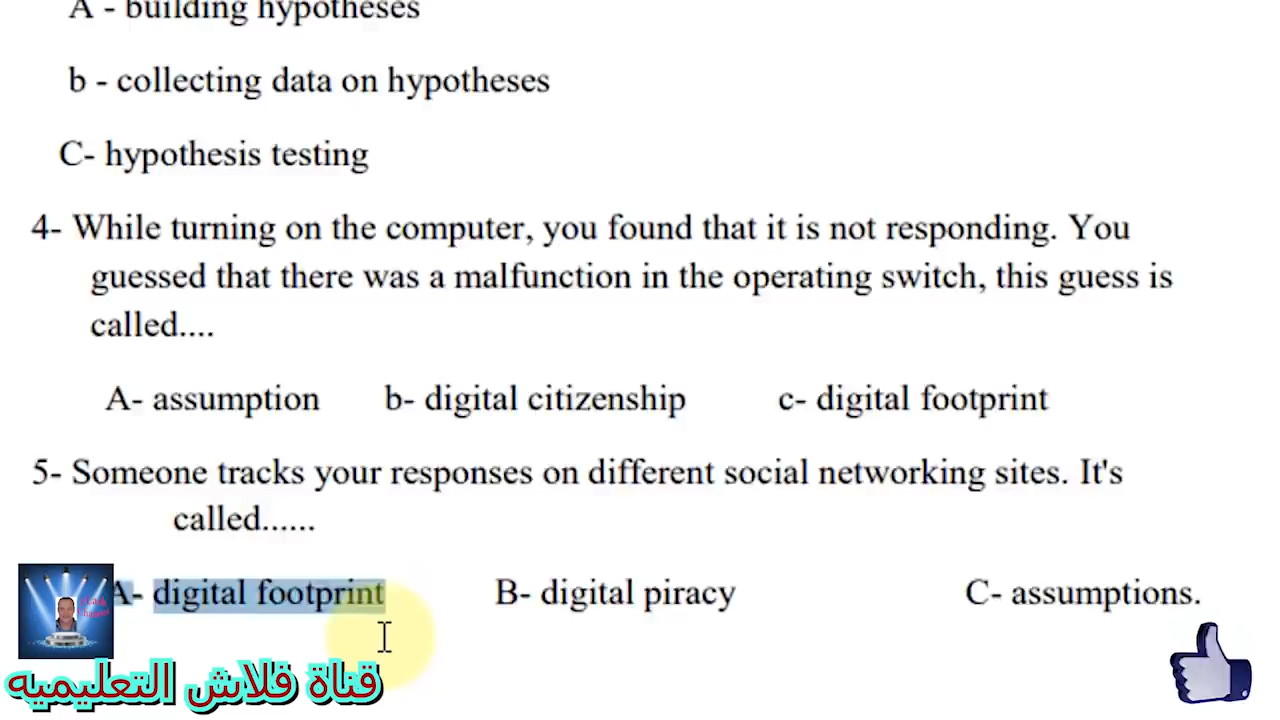 A - building hypotheses
b - collecting data on hypotheses
C- hypothesis testing
4- While turning on the computer, you found that it is not responding. You
guessed that there was a malfunction in the operating switch, this guess is
called....
A- assumption b- digital citizenship c- digital footprint
5- Someone tracks your responses on different social networking sites. It's
called......
A- digital footprint B- digital piracy C- assumptions.
قناة فلاش التعليميه